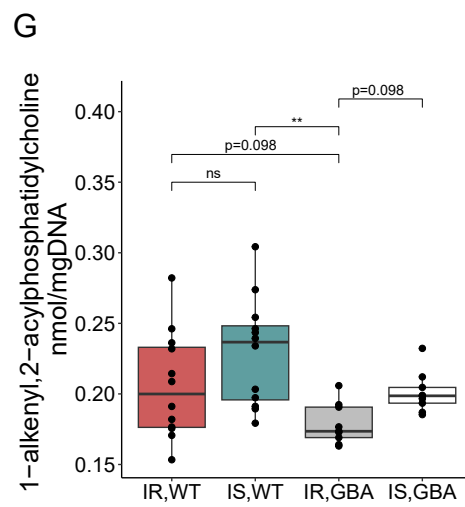 G
1−alkenyl,2−acylphosphatidylcholine
nmol/mgDNA
0.40
0.35
0.30
0.25
0.20
0.15
p=0.098
**
p=0.098
ns
IR,WT IS,WT IR,GBA IS,GBA